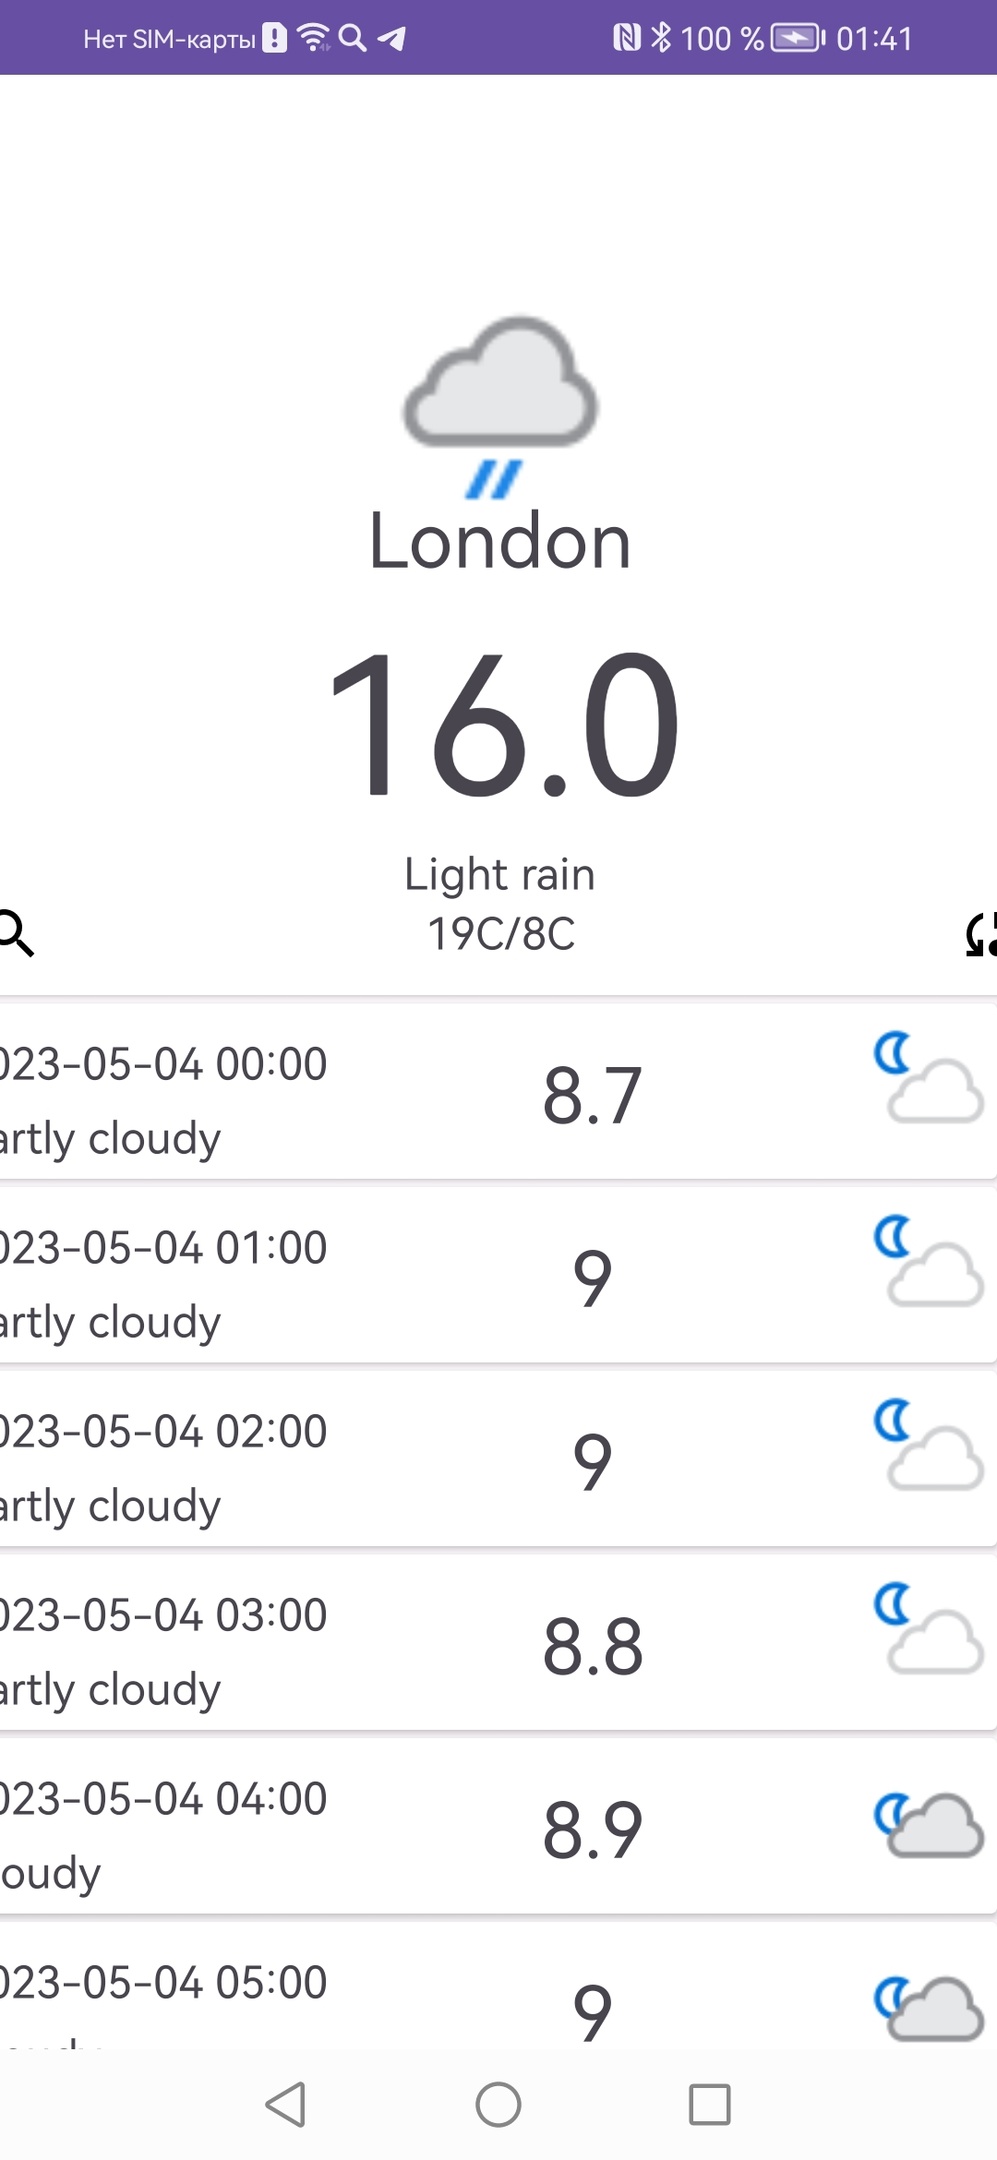 Нет SIM-карты 100 % 01:41
London
16.0
Light rain
19C/8C
023-05-04 00:00
8.7
artly cloudy
023-05-04 01:00
9
artly cloudy
023-05-04 02:00
9
artly cloudy
023-05-04 03:00
8.8
artly cloudy
023-05-04 04:00
8.9
oudy
023-05-04 05:00
9